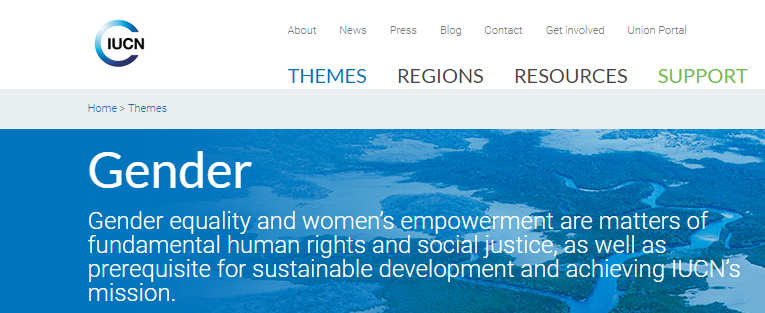 IUCN
About News Press Blog Contact Get involved Union Portal
THEMES REGIONS RESOURCES SUPPORT
Home > Themes
Gender
Gender equality and women's empowerment are matters of
fundamental human rights and social justice, as well as
prerequisite for sustainable development and achieving IUCN's
mission.